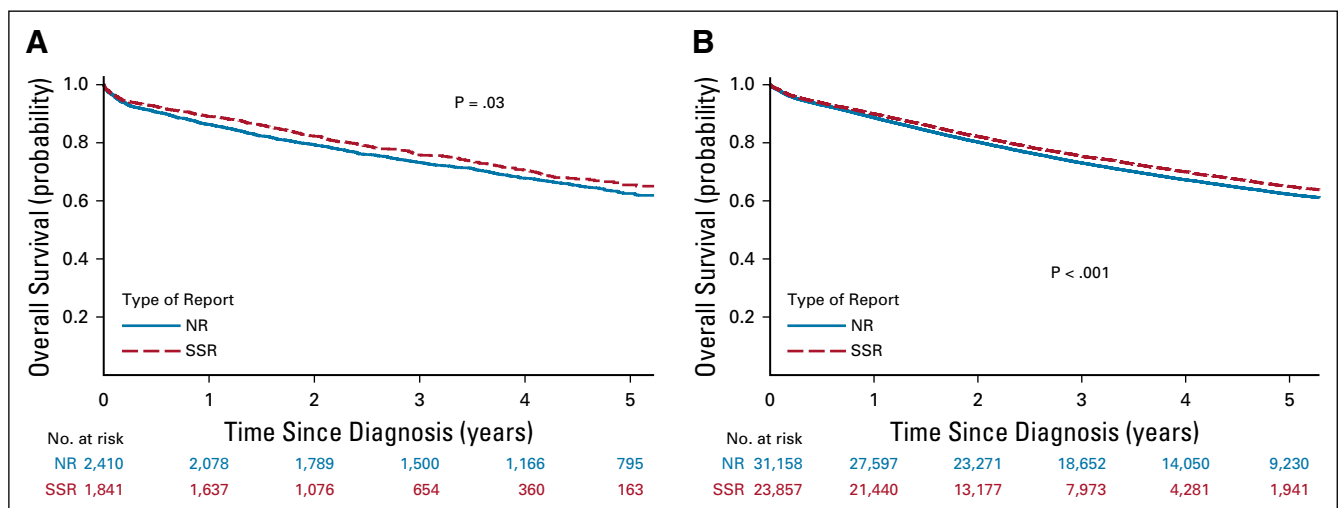 A
Overall Survival (probability)
1.0
0.8
0.6
0.4
0.2
P = .03
Type of Report
NR
SSR
0 1 2 3 4 5
Time Since Diagnosis (years)
No. at risk
NR 2,410 2,078 1,789 1,500 1,166 795
SSR 1,841 1,637 1,076 654 360 163
B
Overall Survival (probability)
1.0
0.8
0.6
0.4
0.2
P < .001
Type of Report
NR
SSR
0 1 2 3 4 5
Time Since Diagnosis (years)
No. at risk
NR 31,158 27,597 23,271 18,652 14,050 9,230
SSR 23,857 21,440 13,177 7,973 4,281 1,941